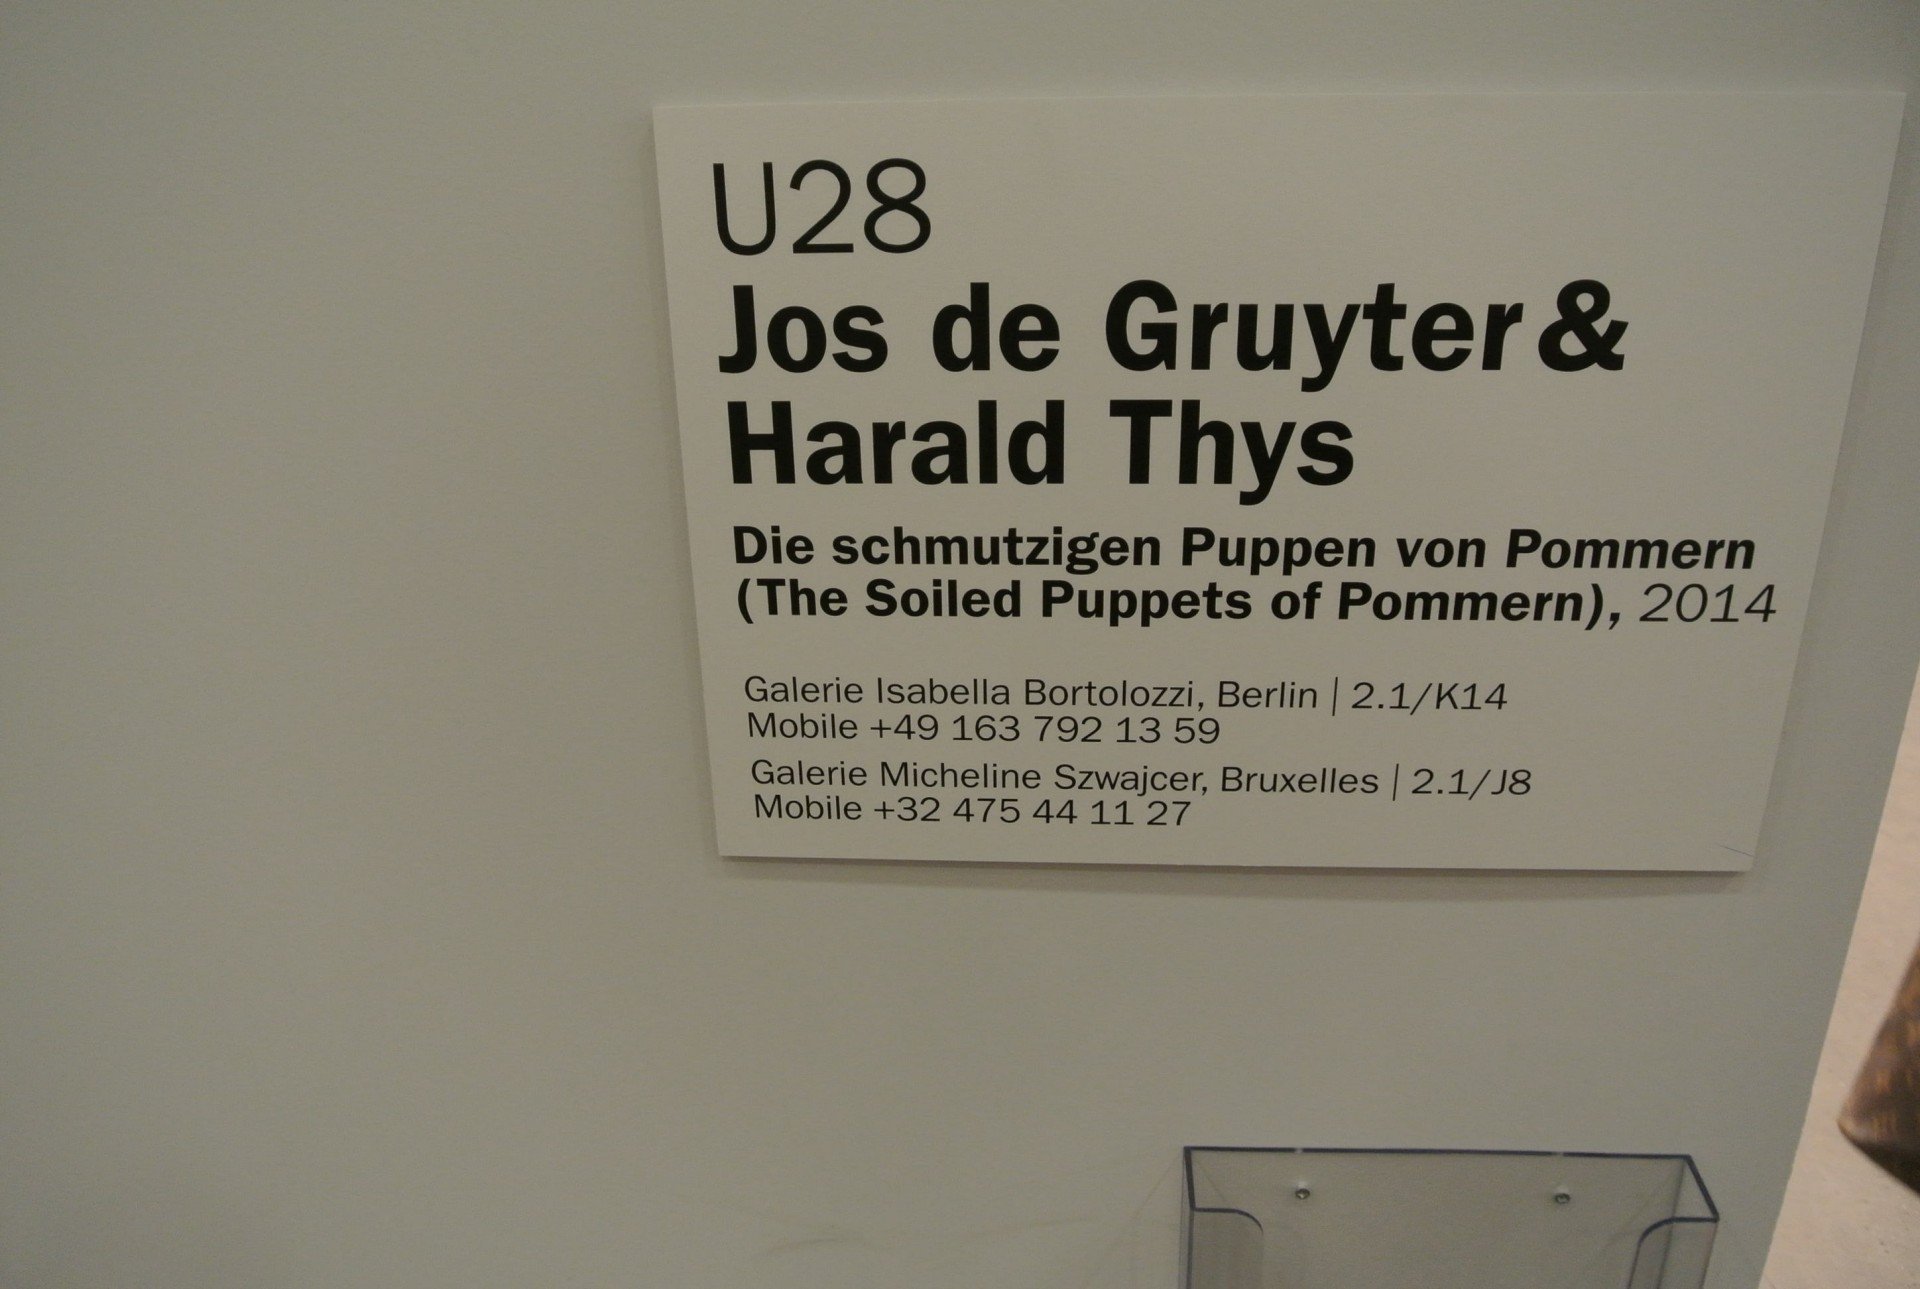 U28
Jos de Gruyter &
Harald Thys
Die schmutzigen Puppen von Pommern
(The Soiled Puppets of Pommern), 2014
Galerie Isabella Bortolozzi, Berlin | 2.1/K14
Mobile +49 163 792 13 59
Galerie Micheline Szwajcer, Bruxelles | 2.1/J8
Mobile +32 475 44 11 27